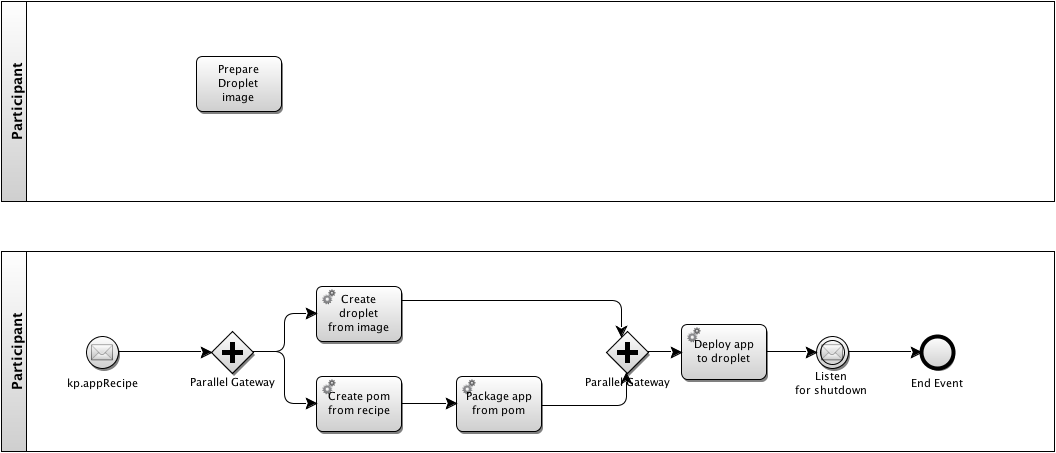 Participant
Prepare
Droplet
image
Participant
kp.appRecipe
Parallel Gateway
Create
droplet
from image
Create pom
from recipe
Package app
from pom
Parallel Gateway
Deploy app
to droplet
Listen
for shutdown
End Event